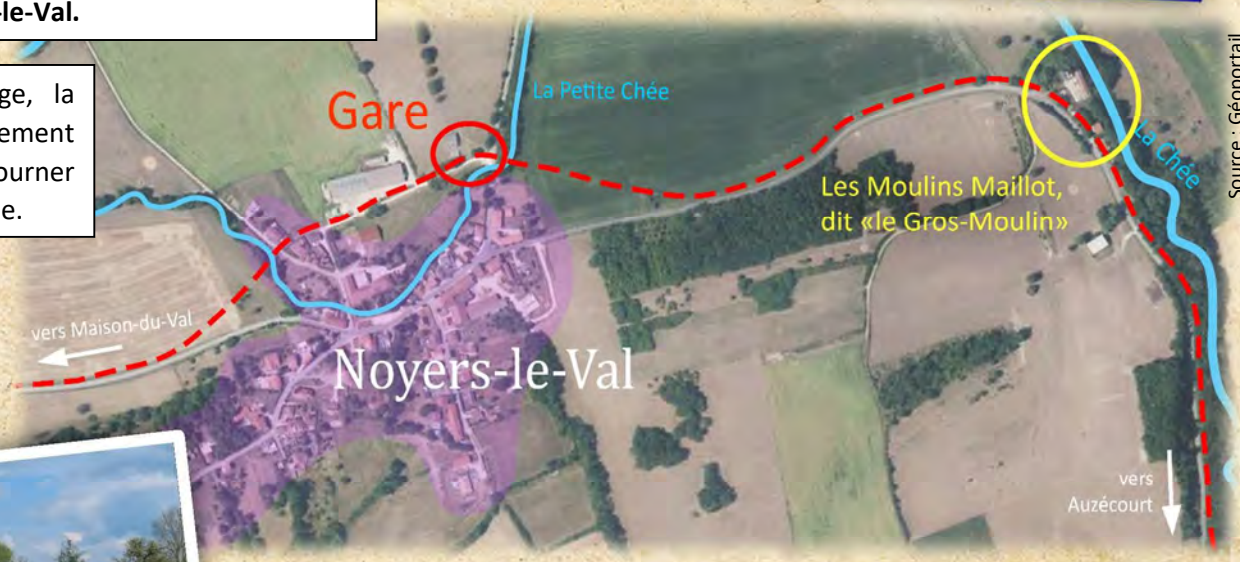 -le-Val.
ge, la
ement
ourner
e.
Gare
La Petite Chée
Les Moulins Maillot,
dit «le Gros-Moulin»
La Chée
Source : Géoportail
vers Maison-du-Val
Noyers-le-Val
vers
Auzécourt